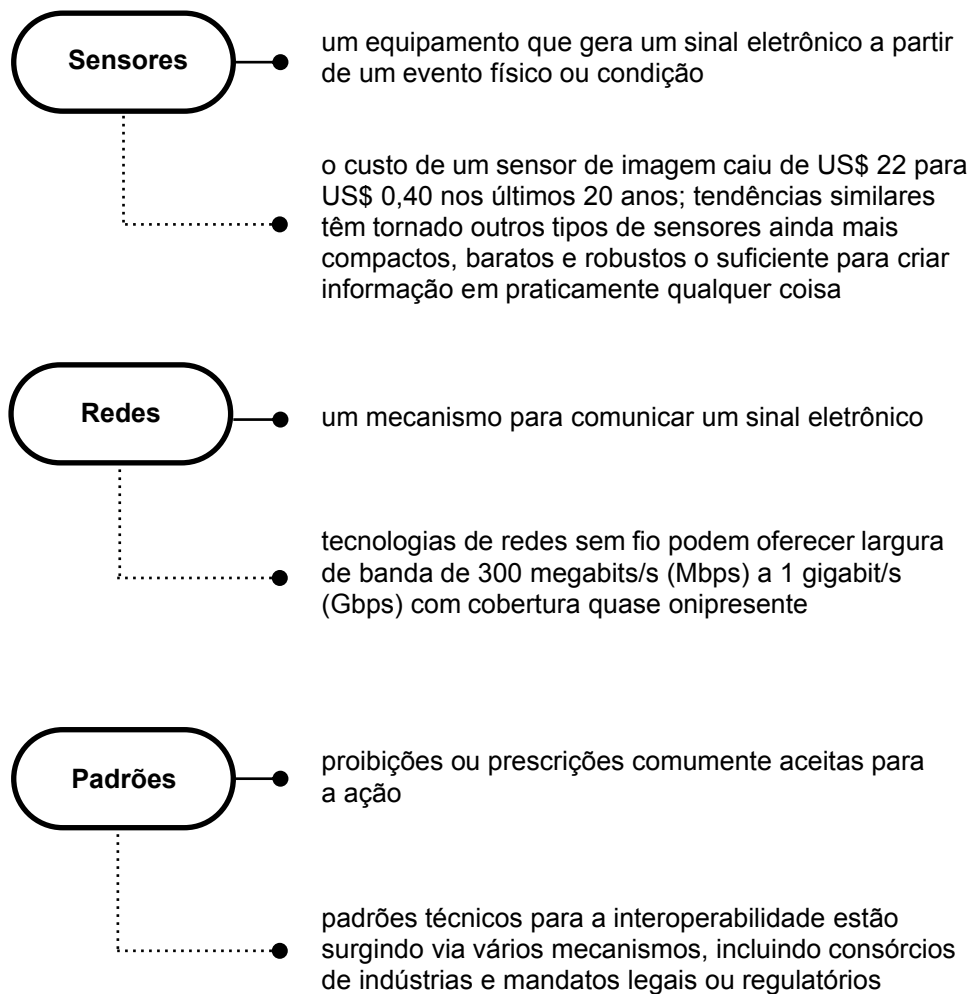 Sensores
um equipamento que gera um sinal eletrônico a partir
de um evento físico ou condição
o custo de um sensor de imagem caiu de US$ 22 para
US$ 0,40 nos últimos 20 anos; tendências similares
têm tornado outros tipos de sensores ainda mais
compactos, baratos e robustos o suficiente para criar
informação em praticamente qualquer coisa
Redes
um mecanismo para comunicar um sinal eletrônico
tecnologias de redes sem fio podem oferecer largura
de banda de 300 megabits/s (Mbps) a 1 gigabit/s
(Gbps) com cobertura quase onipresente
Padrões
proibições ou prescrições comumente aceitas para
a ação
padrões técnicos para a interoperabilidade estão
surgindo via vários mecanismos, incluindo consórcios
de indústrias e mandatos legais ou regulatórios